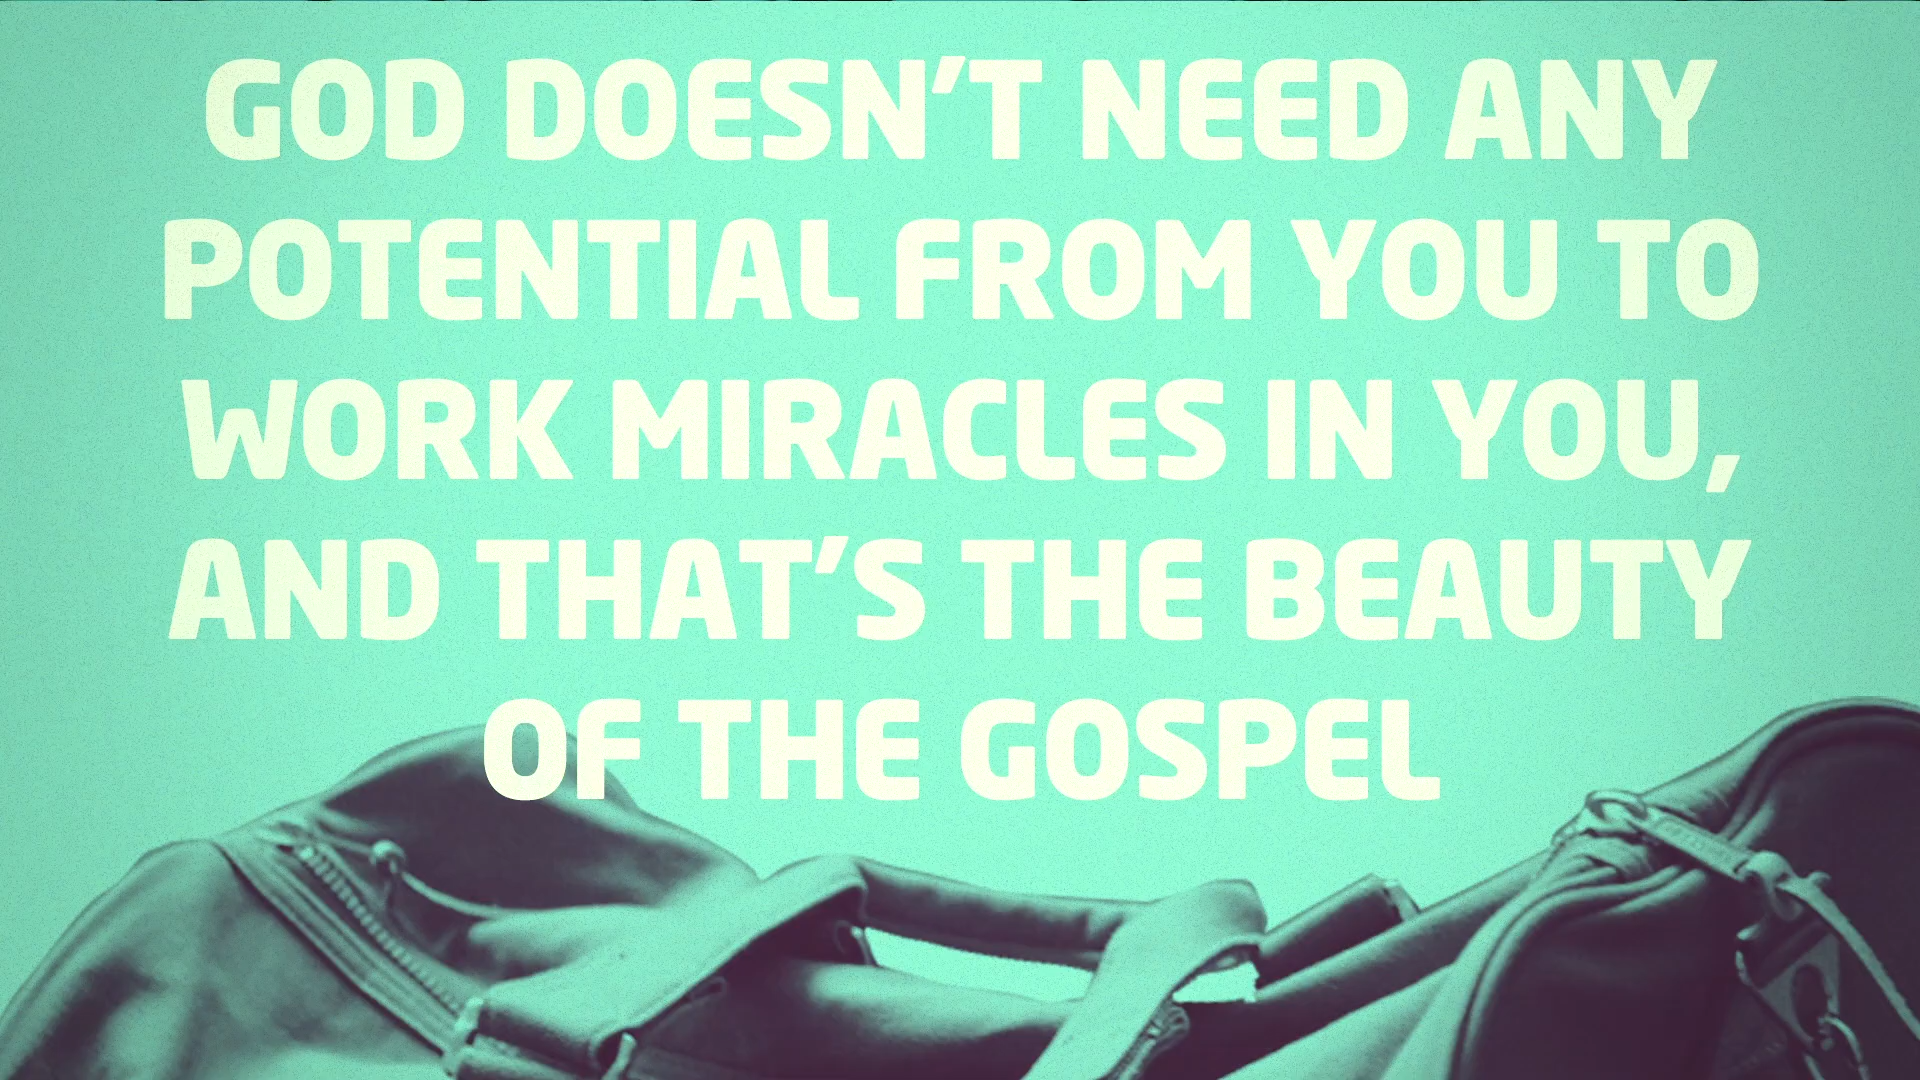 GOD DOESN’T NEED ANY
POTENTIAL FROM YOU TO
WORK MIRACLES IN YOU,
AND THAT’S THE BEAUTY
OF THE GOSPEL